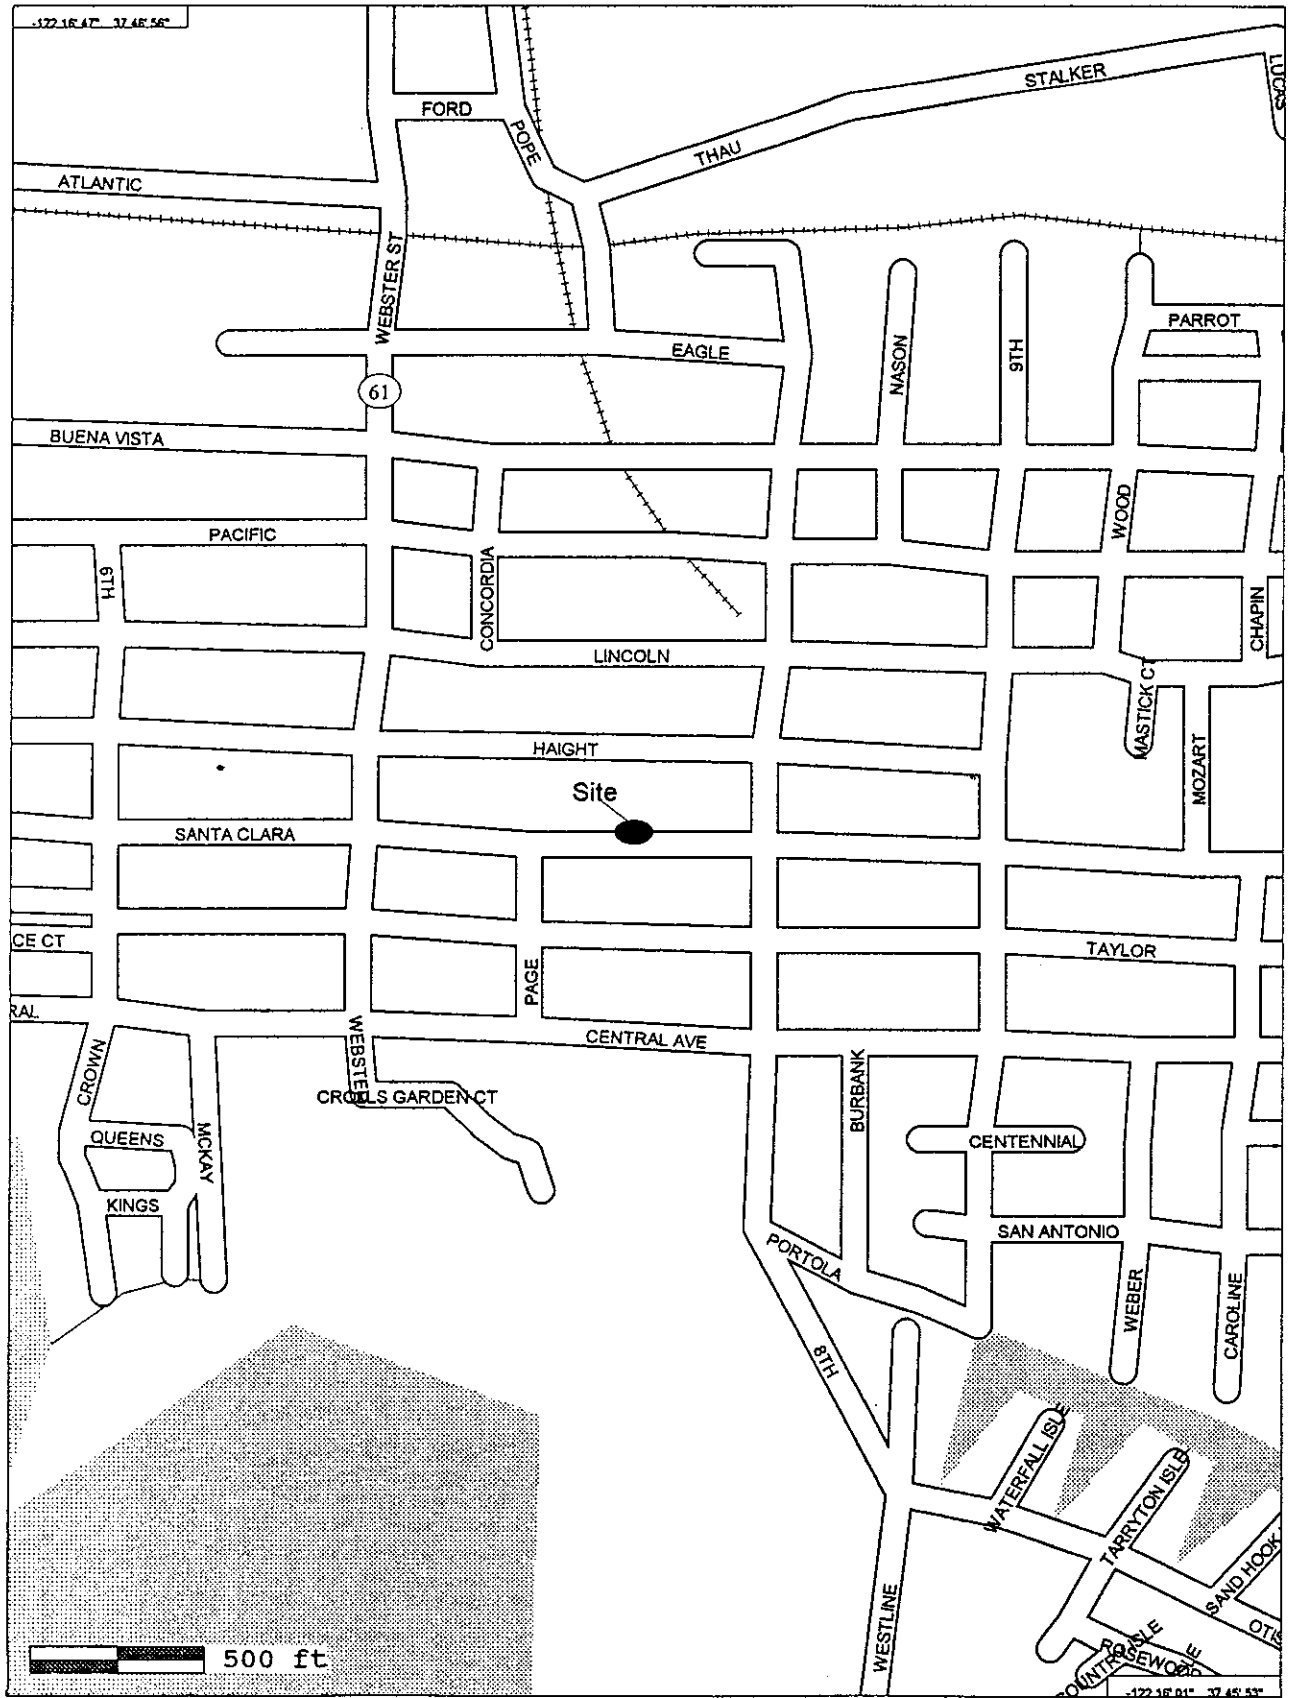 -122 16' 47"  37 46' 56"
LUCAS
STALKER
FORD
POPE
THAU
ATLANTIC
WEBSTER ST
PARROT
EAGLE
NASON
9TH
61
BUENA VISTA
WOOD
PACIFIC
6TH
CONCORDIA
CHAPIN
LINCOLN
MASTICK CT
HAIGHT
MOZART
Site
SANTA CLARA
CE CT
TAYLOR
PAGE
RAL
CENTRAL AVE
WEBSTER
CROWN
BURBANK
CROLLS GARDEN CT
QUEENS
MCKAY
CENTENNIAL
KINGS
SAN ANTONIO
PORTOLA
WEBER
CAROLINE
8TH
WATERFALL ISLE
TARRYTON ISLE
SAND HOOK
WESTLINE
OTIS
500 ft
ROSEWOOD
-122 16' 01"  37 45' 53"